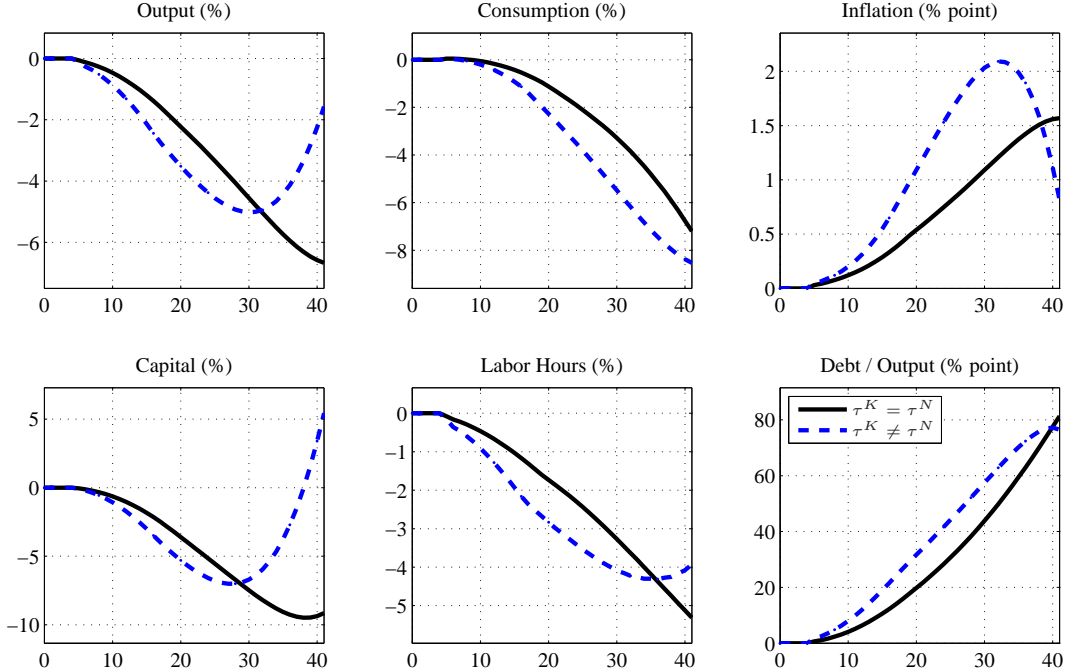 Output (%)
0
−2
−4
−6
0 10 20 30 40
Consumption (%)
0
−2
−4
−6
−8
0 10 20 30 40
Inflation (% point)
2
1.5
1
0.5
0
0 10 20 30 40
Capital (%)
5
0
−5
−10
0 10 20 30 40
Labor Hours (%)
0
−1
−2
−3
−4
−5
0 10 20 30 40
Debt / Output (% point)
80
60
40
20
0
0 10 20 30 40
τ^K = τ^N
τ^K ≠ τ^N